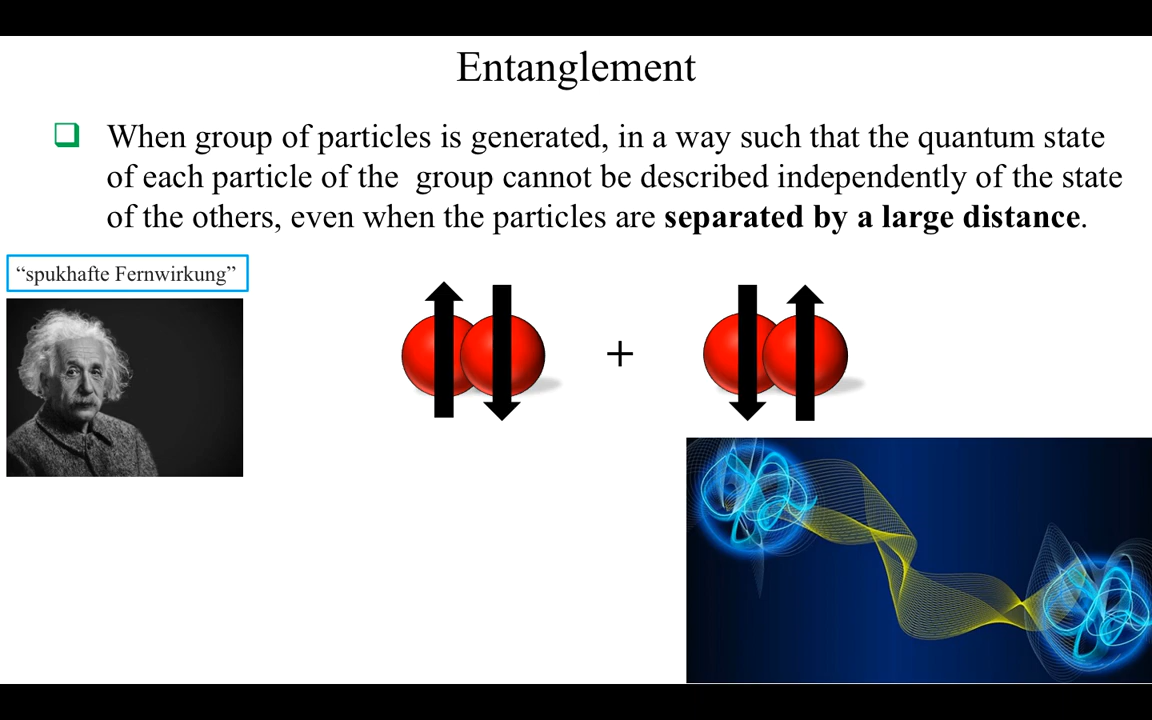 Entanglement
When group of particles is generated, in a way such that the quantum state
of each particle of the group cannot be described independently of the state
of the others, even when the particles are separated by a large distance.
“spukhafte Fernwirkung”
+